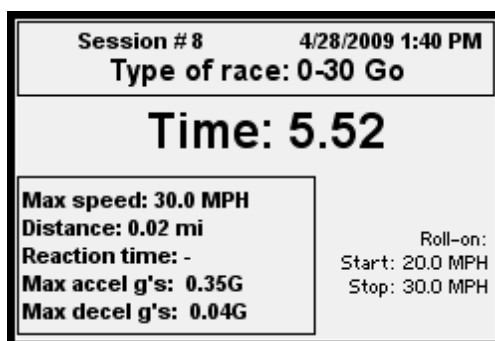 Session # 8 4/28/2009 1:40 PM
Type of race: 0-30 Go
Time: 5.52
Max speed: 30.0 MPH
Distance: 0.02 mi
Reaction time: -
Max accel g's: 0.35G
Max decel g's: 0.04G
Roll-on:
Start: 20.0 MPH
Stop: 30.0 MPH